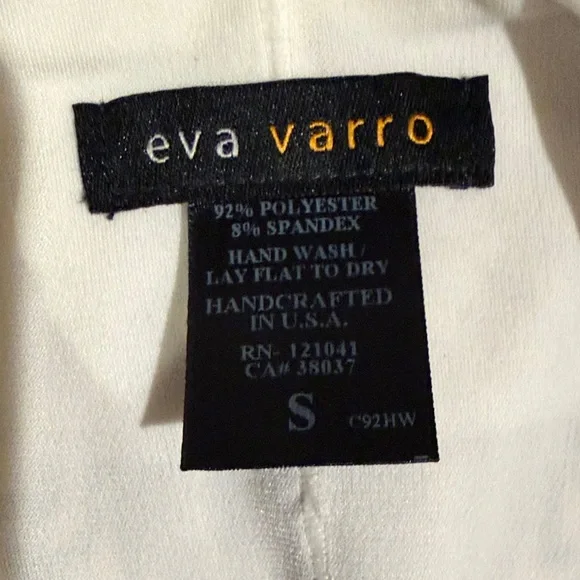 eva varro
92% POLYESTER
8% SPANDEX
HAND WASH/
LAY FLAT TO DRY
HANDCRAFTED
IN U.S.A.
RN- 121041
CA# 38037
S
C92HW